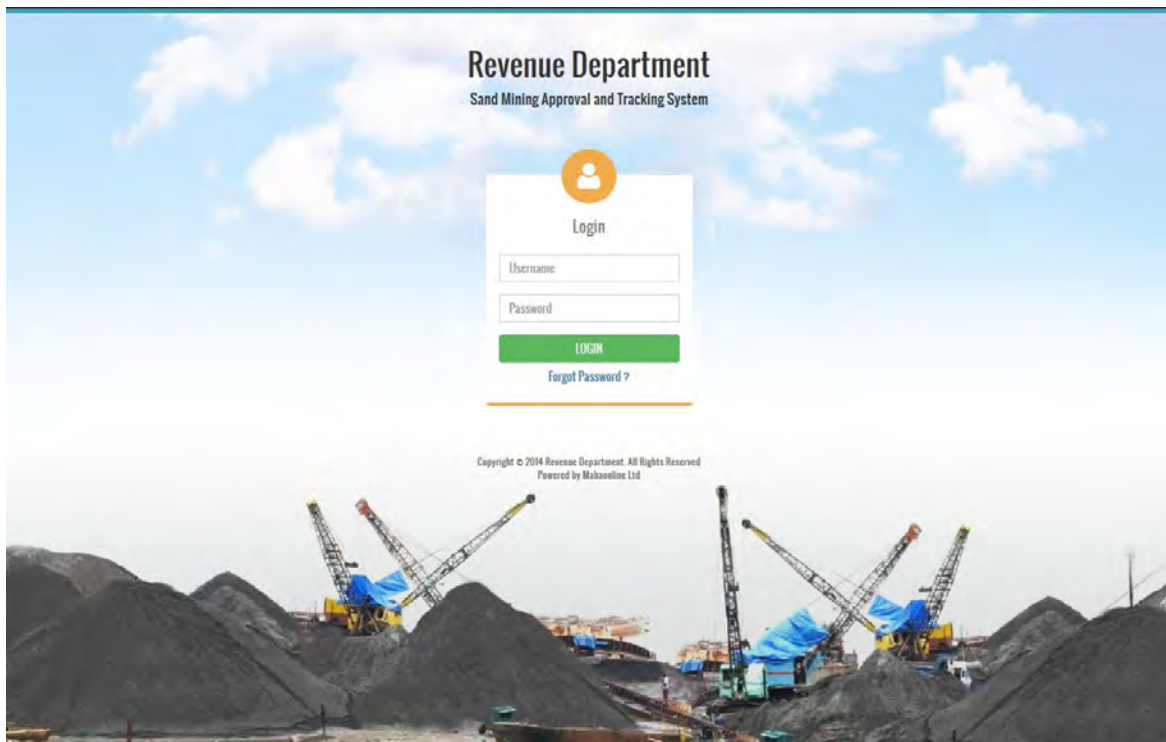 Revenue Department
Sand Mining Approval and Tracking System
Login
Username
Password
LOGIN
Forgot Password ?
Copyright © 2014 Revenue Department. All Rights Reserved
Powered by Mahaonline Ltd